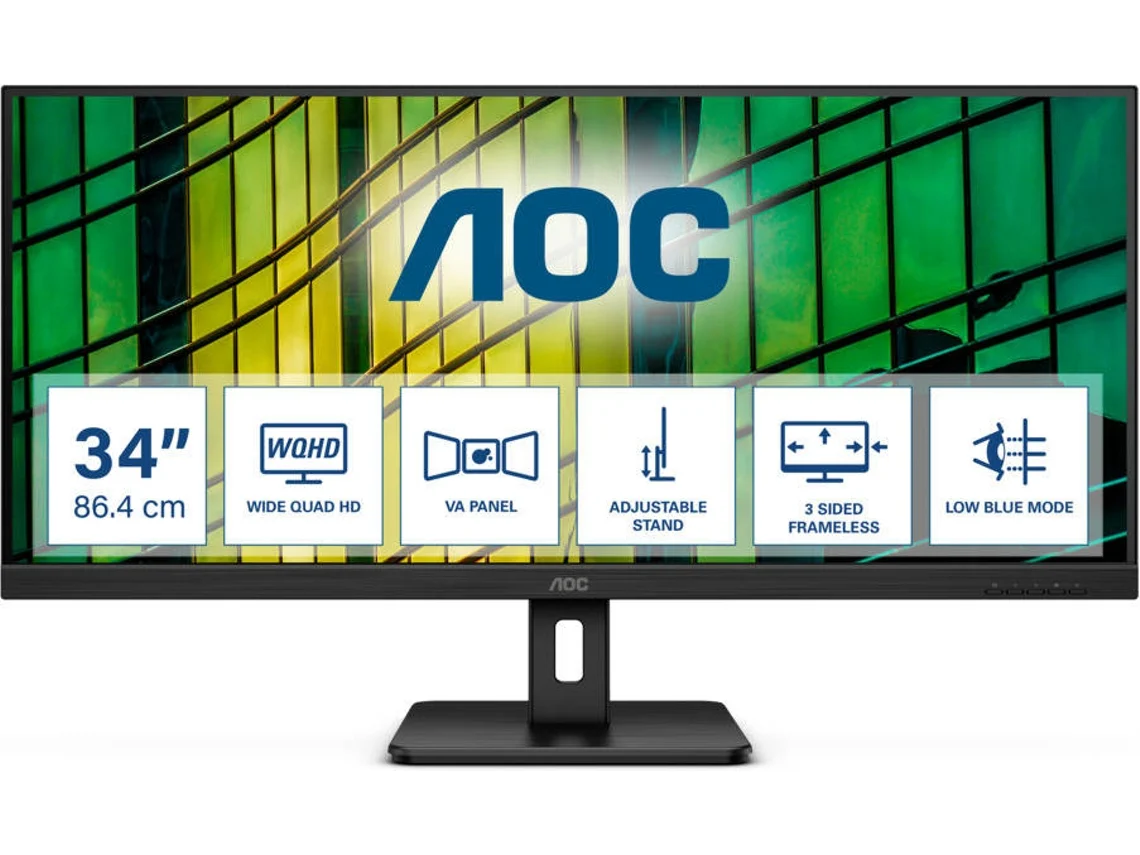 AOC
34"
86.4 cm
WQHD
WIDE QUAD HD
VA PANEL
ADJUSTABLE
STAND
3 SIDED
FRAMELESS
LOW BLUE MODE
AOC